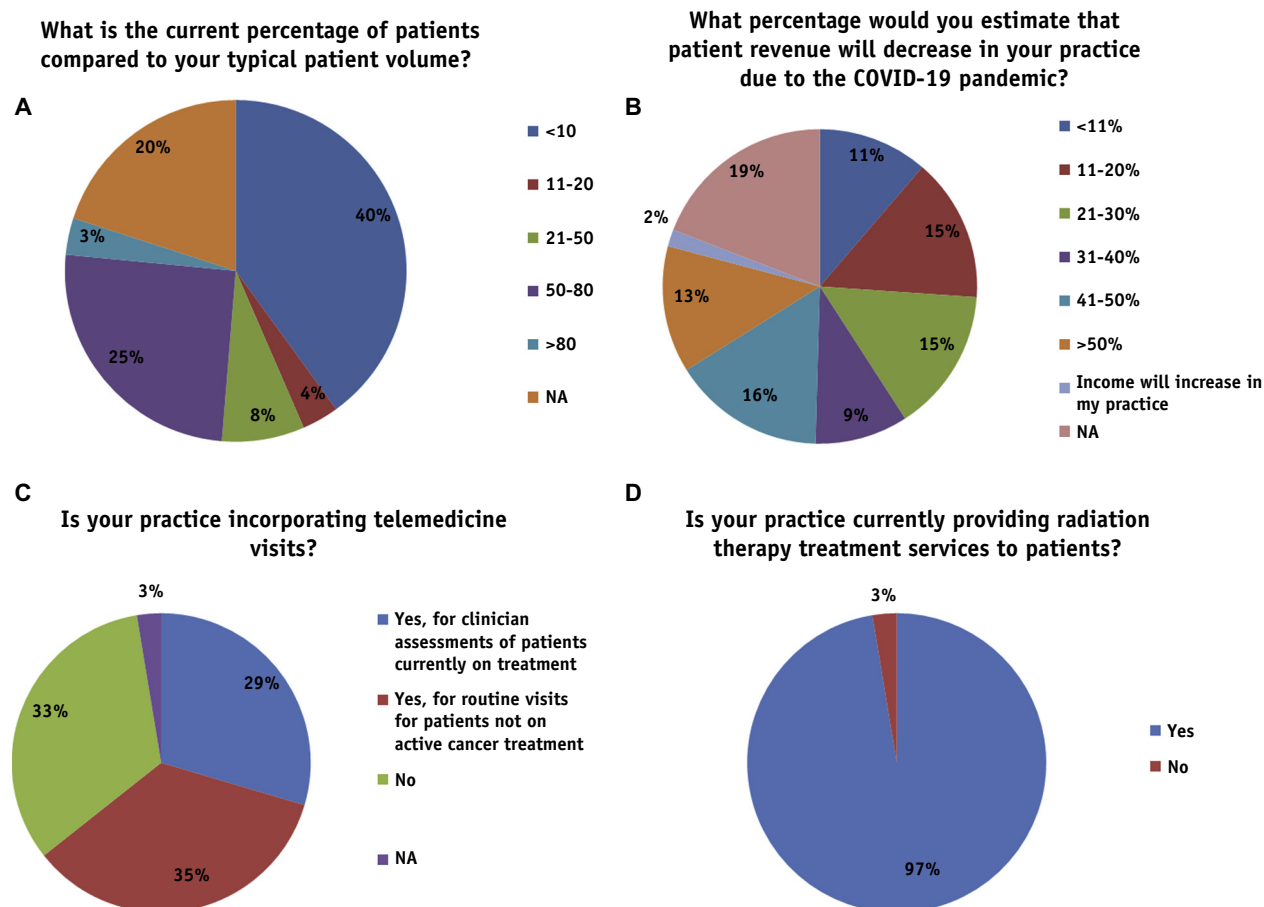 What is the current percentage of patients
compared to your typical patient volume?
A
20%
3%
25%
8%
4%
40%
<10
11-20
21-50
50-80
>80
NA
What percentage would you estimate that
patient revenue will decrease in your practice
due to the COVID-19 pandemic?
B
19%
11%
2%
15%
13%
15%
16%
9%
<11%
11-20%
21-30%
31-40%
41-50%
>50%
Income will increase in
my practice
NA
C
Is your practice incorporating telemedicine
visits?
3%
29%
33%
35%
Yes, for clinician
assessments of patients
currently on treatment
Yes, for routine visits
for patients not on
active cancer treatment
No
NA
D
Is your practice currently providing radiation
therapy treatment services to patients?
3%
97%
Yes
No